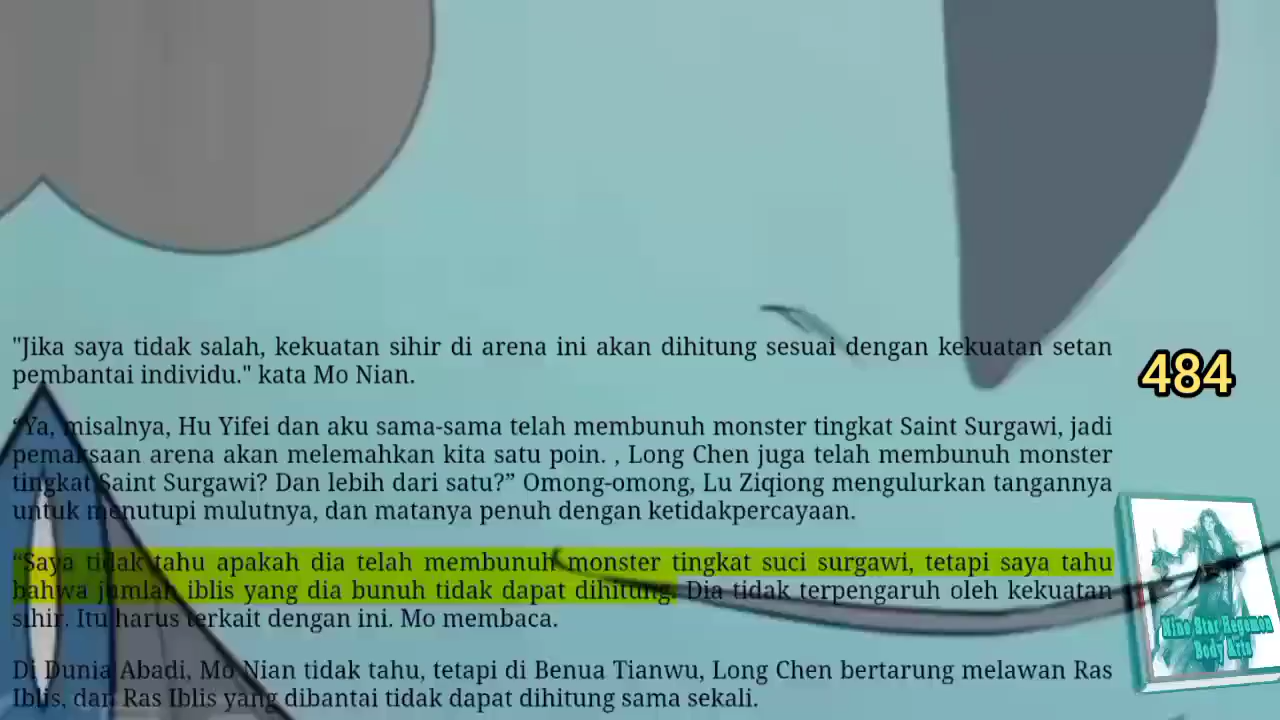 "Jika saya tidak salah, kekuatan sihir di arena ini akan dihitung sesuai dengan kekuatan setan
pembantai individu." kata Mo Nian.
484
“Ya, misalnya, Hu Yifei dan aku sama-sama telah membunuh monster tingkat Saint Surgawi, jadi
pemaksaan arena akan melemahkan kita satu poin. , Long Chen juga telah membunuh monster
tingkat Saint Surgawi? Dan lebih dari satu?” Omong-omong, Lu Ziqiong mengulurkan tangannya
untuk menutupi mulutnya, dan matanya penuh dengan ketidakpercayaan.
“Saya tidak tahu apakah dia telah membunuh monster tingkat suci surgawi, tetapi saya tahu
bahwa jumlah iblis yang dia bunuh tidak dapat dihitung. Dia tidak terpengaruh oleh kekuatan
sihir. Itu harus terkait dengan ini. Mo membaca.
Nine Star Hegemon
Body Arts
Di Dunia Abadi, Mo Nian tidak tahu, tetapi di Benua Tianwu, Long Chen bertarung melawan Ras
Iblis, dan Ras Iblis yang dibantai tidak dapat dihitung sama sekali.